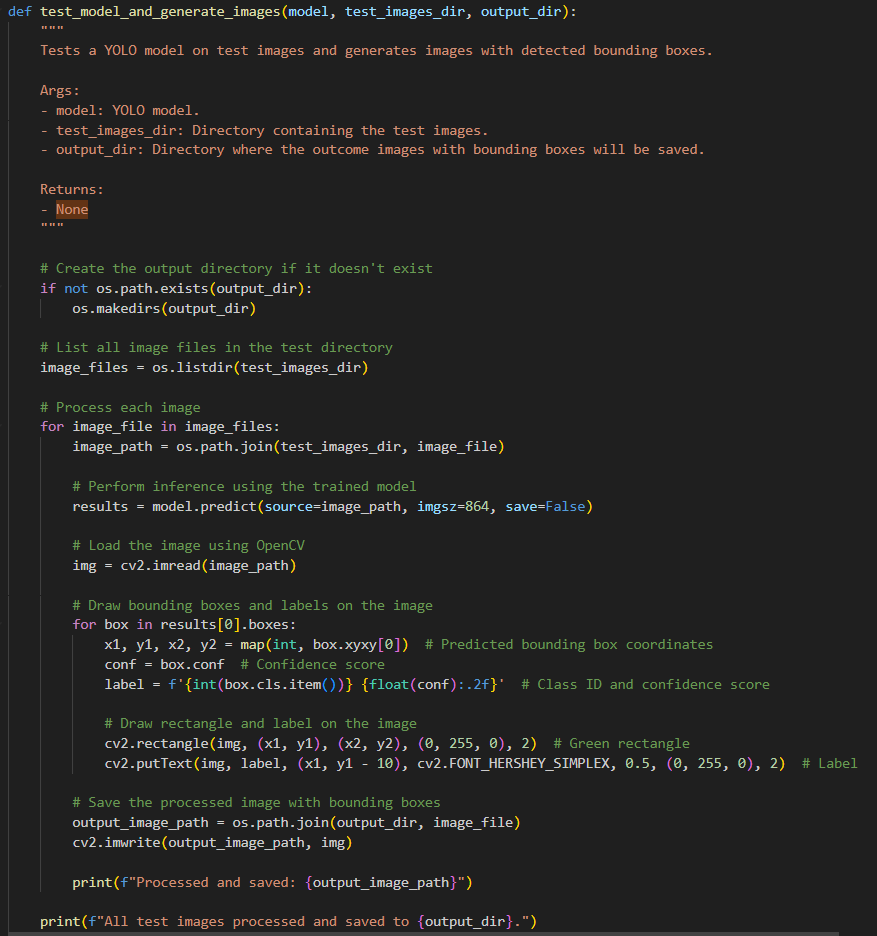 def test_model_and_generate_images(model, test_images_dir, output_dir):
    """
    Tests a YOLO model on test images and generates images with detected bounding boxes.

    Args:
    - model: YOLO model.
    - test_images_dir: Directory containing the test images.
    - output_dir: Directory where the outcome images with bounding boxes will be saved.

    Returns:
    - None
    """

    # Create the output directory if it doesn't exist
    if not os.path.exists(output_dir):
        os.makedirs(output_dir)

    # List all image files in the test directory
    image_files = os.listdir(test_images_dir)

    # Process each image
    for image_file in image_files:
        image_path = os.path.join(test_images_dir, image_file)

        # Perform inference using the trained model
        results = model.predict(source=image_path, imgsz=864, save=False)

        # Load the image using OpenCV
        img = cv2.imread(image_path)

        # Draw bounding boxes and labels on the image
        for box in results[0].boxes:
            x1, y1, x2, y2 = map(int, box.xyxy[0])  # Predicted bounding box coordinates
            conf = box.conf  # Confidence score
            label = f'{int(box.cls.item())} {float(conf):.2f}'  # Class ID and confidence score

            # Draw rectangle and label on the image
            cv2.rectangle(img, (x1, y1), (x2, y2), (0, 255, 0), 2)  # Green rectangle
            cv2.putText(img, label, (x1, y1 - 10), cv2.FONT_HERSHEY_SIMPLEX, 0.5, (0, 255, 0), 2)  # Label

        # Save the processed image with bounding boxes
        output_image_path = os.path.join(output_dir, image_file)
        cv2.imwrite(output_image_path, img)

        print(f"Processed and saved: {output_image_path}")

    print(f"All test images processed and saved to {output_dir}.")